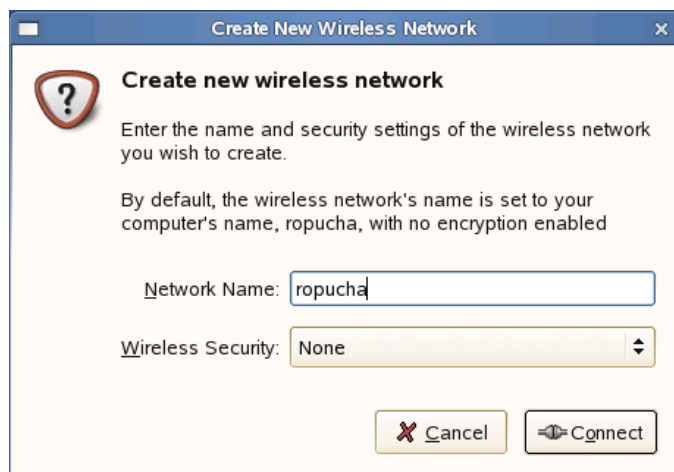 Create New Wireless Network
Create new wireless network
Enter the name and security settings of the wireless network
you wish to create.
By default, the wireless network's name is set to your
computer's name, ropucha, with no encryption enabled
Network Name: ropucha
Wireless Security: None
Cancel Connect